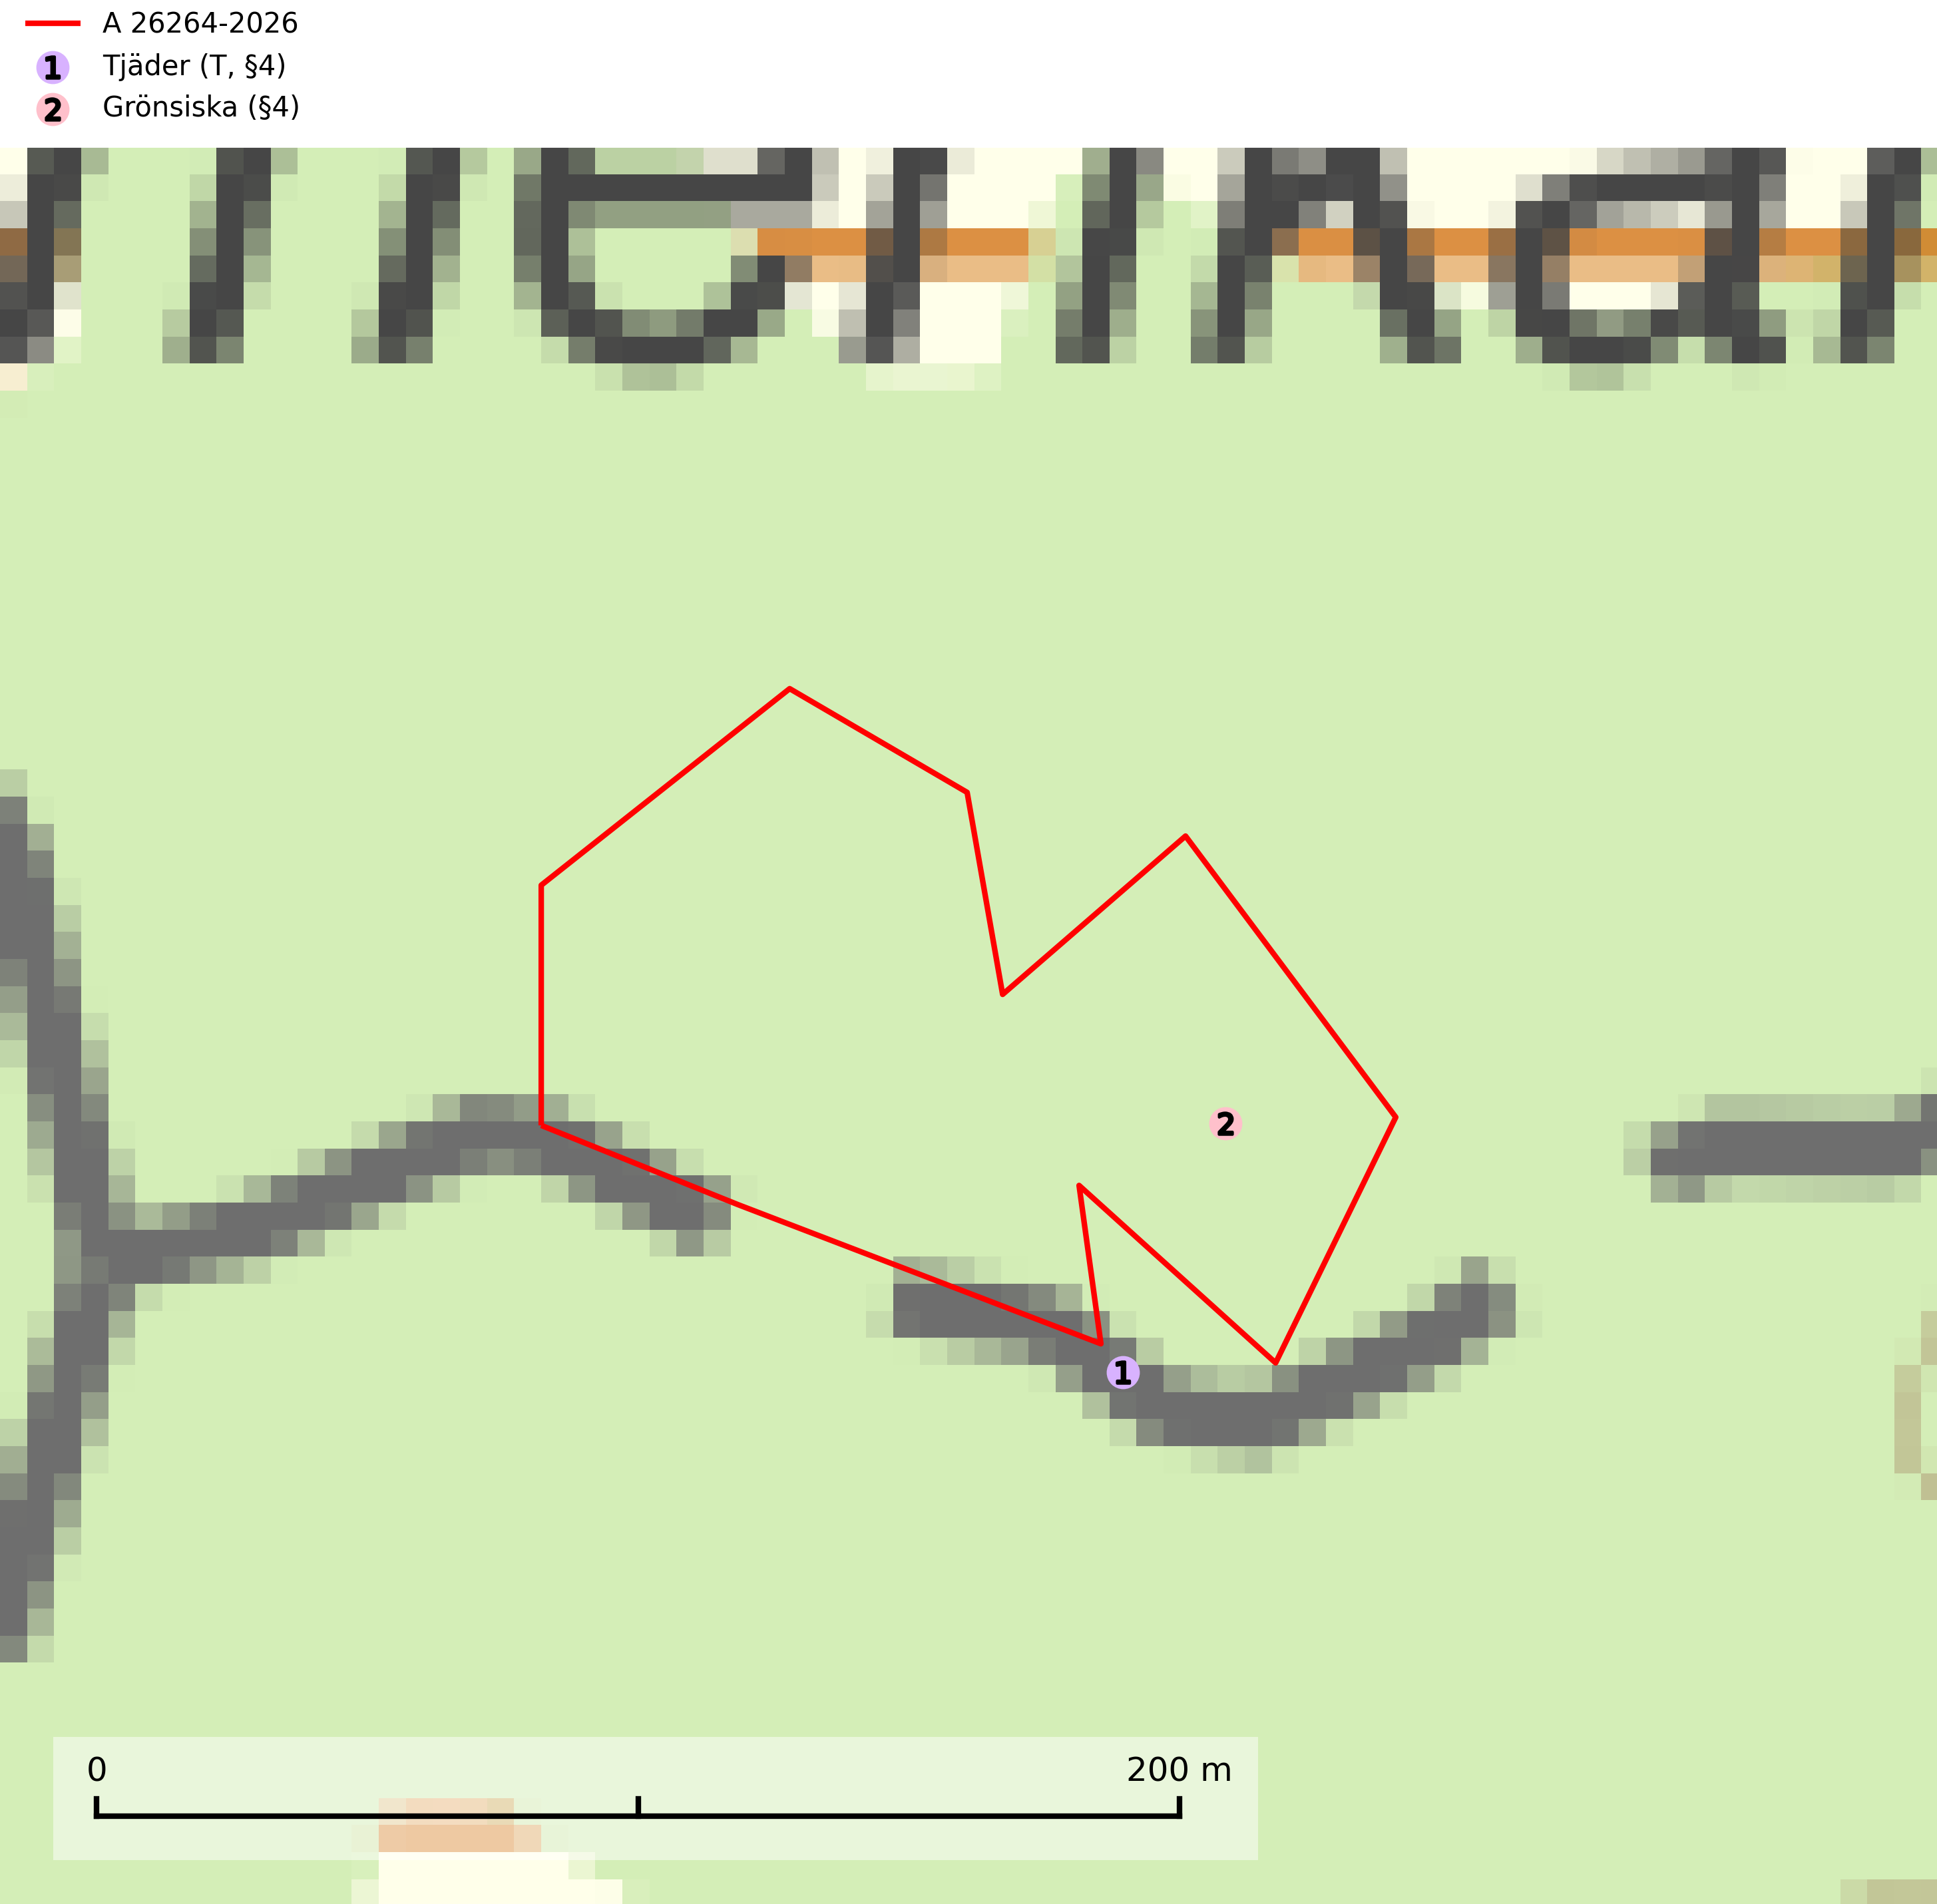 A 26264-2026
1 Tjäder (T, §4)
2 Grönsiska (§4)
2
1
0 200 m